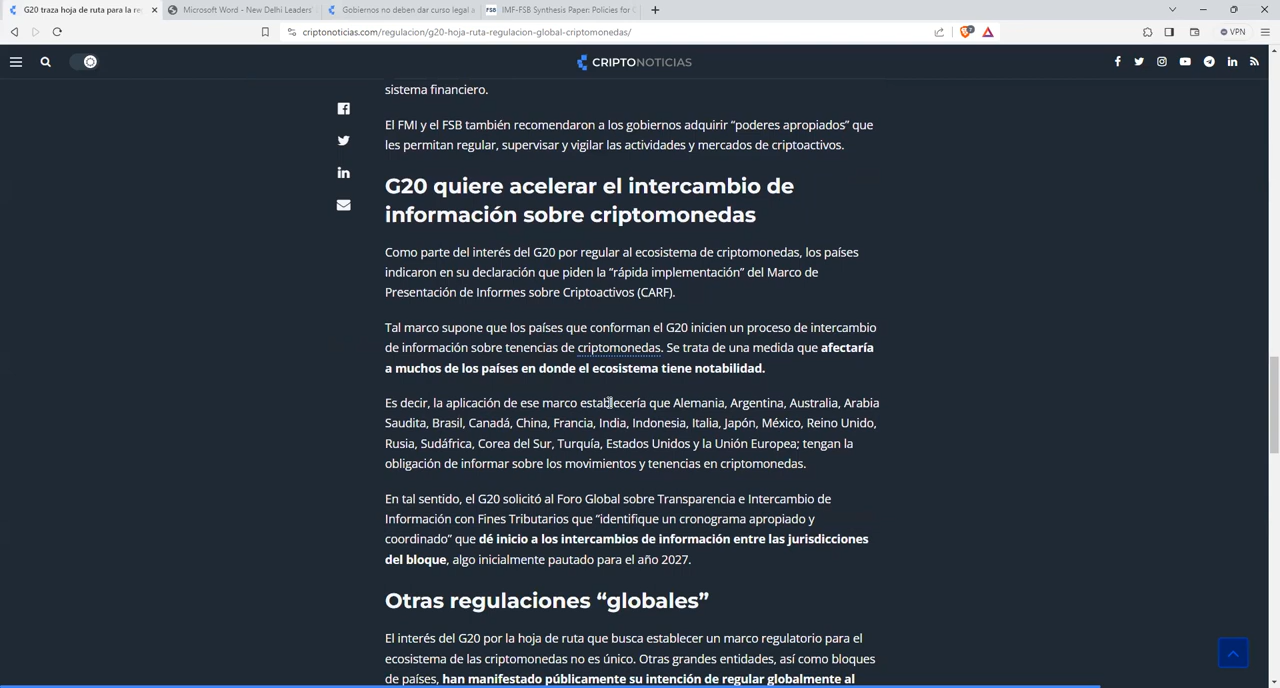 G20 traza hoja de ruta para la re
Microsoft Word - New Delhi Leaders'
Gobiernos no deben dar curso legal a
FSB IMF-FSB Synthesis Paper: Policies for C
criptonoticias.com/regulacion/g20-hoja-ruta-regulacion-global-criptomonedas/
VPN
CRIPTONOTICIAS
sistema financiero.
El FMI y el FSB también recomendaron a los gobiernos adquirir “poderes apropiados” que
les permitan regular, supervisar y vigilar las actividades y mercados de criptoactivos.
G20 quiere acelerar el intercambio de
información sobre criptomonedas
Como parte del interés del G20 por regular al ecosistema de criptomonedas, los países
indicaron en su declaración que piden la “rápida implementación” del Marco de
Presentación de Informes sobre Criptoactivos (CARF).
Tal marco supone que los países que conforman el G20 inicien un proceso de intercambio
de información sobre tenencias de criptomonedas. Se trata de una medida que afectaría
a muchos de los países en donde el ecosistema tiene notabilidad.
Es decir, la aplicación de ese marco establecería que Alemania, Argentina, Australia, Arabia
Saudita, Brasil, Canadá, China, Francia, India, Indonesia, Italia, Japón, México, Reino Unido,
Rusia, Sudáfrica, Corea del Sur, Turquía, Estados Unidos y la Unión Europea; tengan la
obligación de informar sobre los movimientos y tenencias en criptomonedas.
En tal sentido, el G20 solicitó al Foro Global sobre Transparencia e Intercambio de
Información con Fines Tributarios que “identifique un cronograma apropiado y
coordinado” que dé inicio a los intercambios de información entre las jurisdicciones
del bloque, algo inicialmente pautado para el año 2027.
Otras regulaciones “globales”
El interés del G20 por la hoja de ruta que busca establecer un marco regulatorio para el
ecosistema de las criptomonedas no es único. Otras grandes entidades, así como bloques
de países, han manifestado públicamente su intención de regular globalmente al